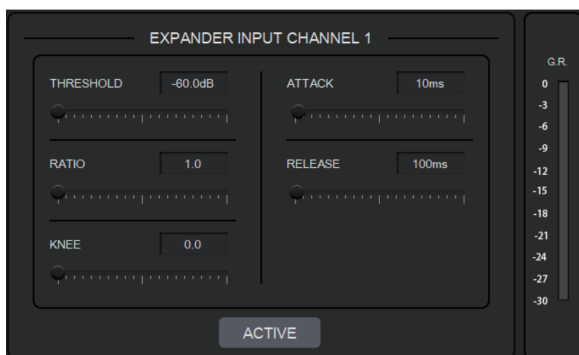 EXPANDER INPUT CHANNEL 1
THRESHOLD -60.0dB
RATIO 1.0
KNEE 0.0
ATTACK 10ms
RELEASE 100ms
ACTIVE
G.R.
0
-3
-6
-9
-12
-15
-18
-21
-24
-27
-30